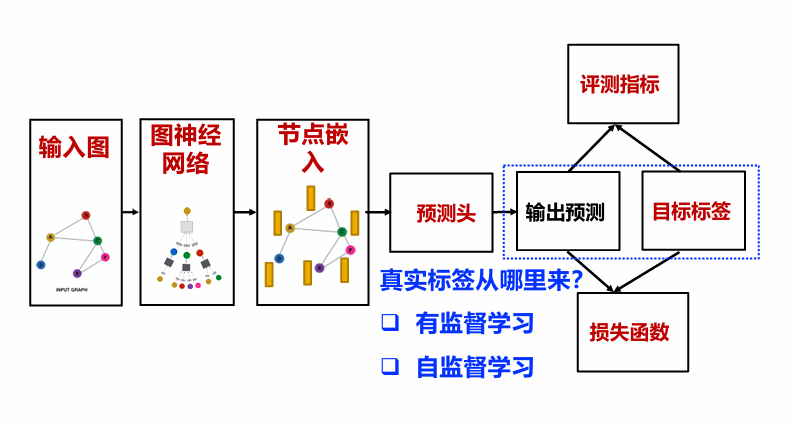 评测指标
输入图
图神经
网络
节点嵌
入
预测头
输出预测
目标标签
A
B
C
D
E
F
INPUT GRAPH
真实标签从哪里来?
有监督学习
自监督学习
损失函数